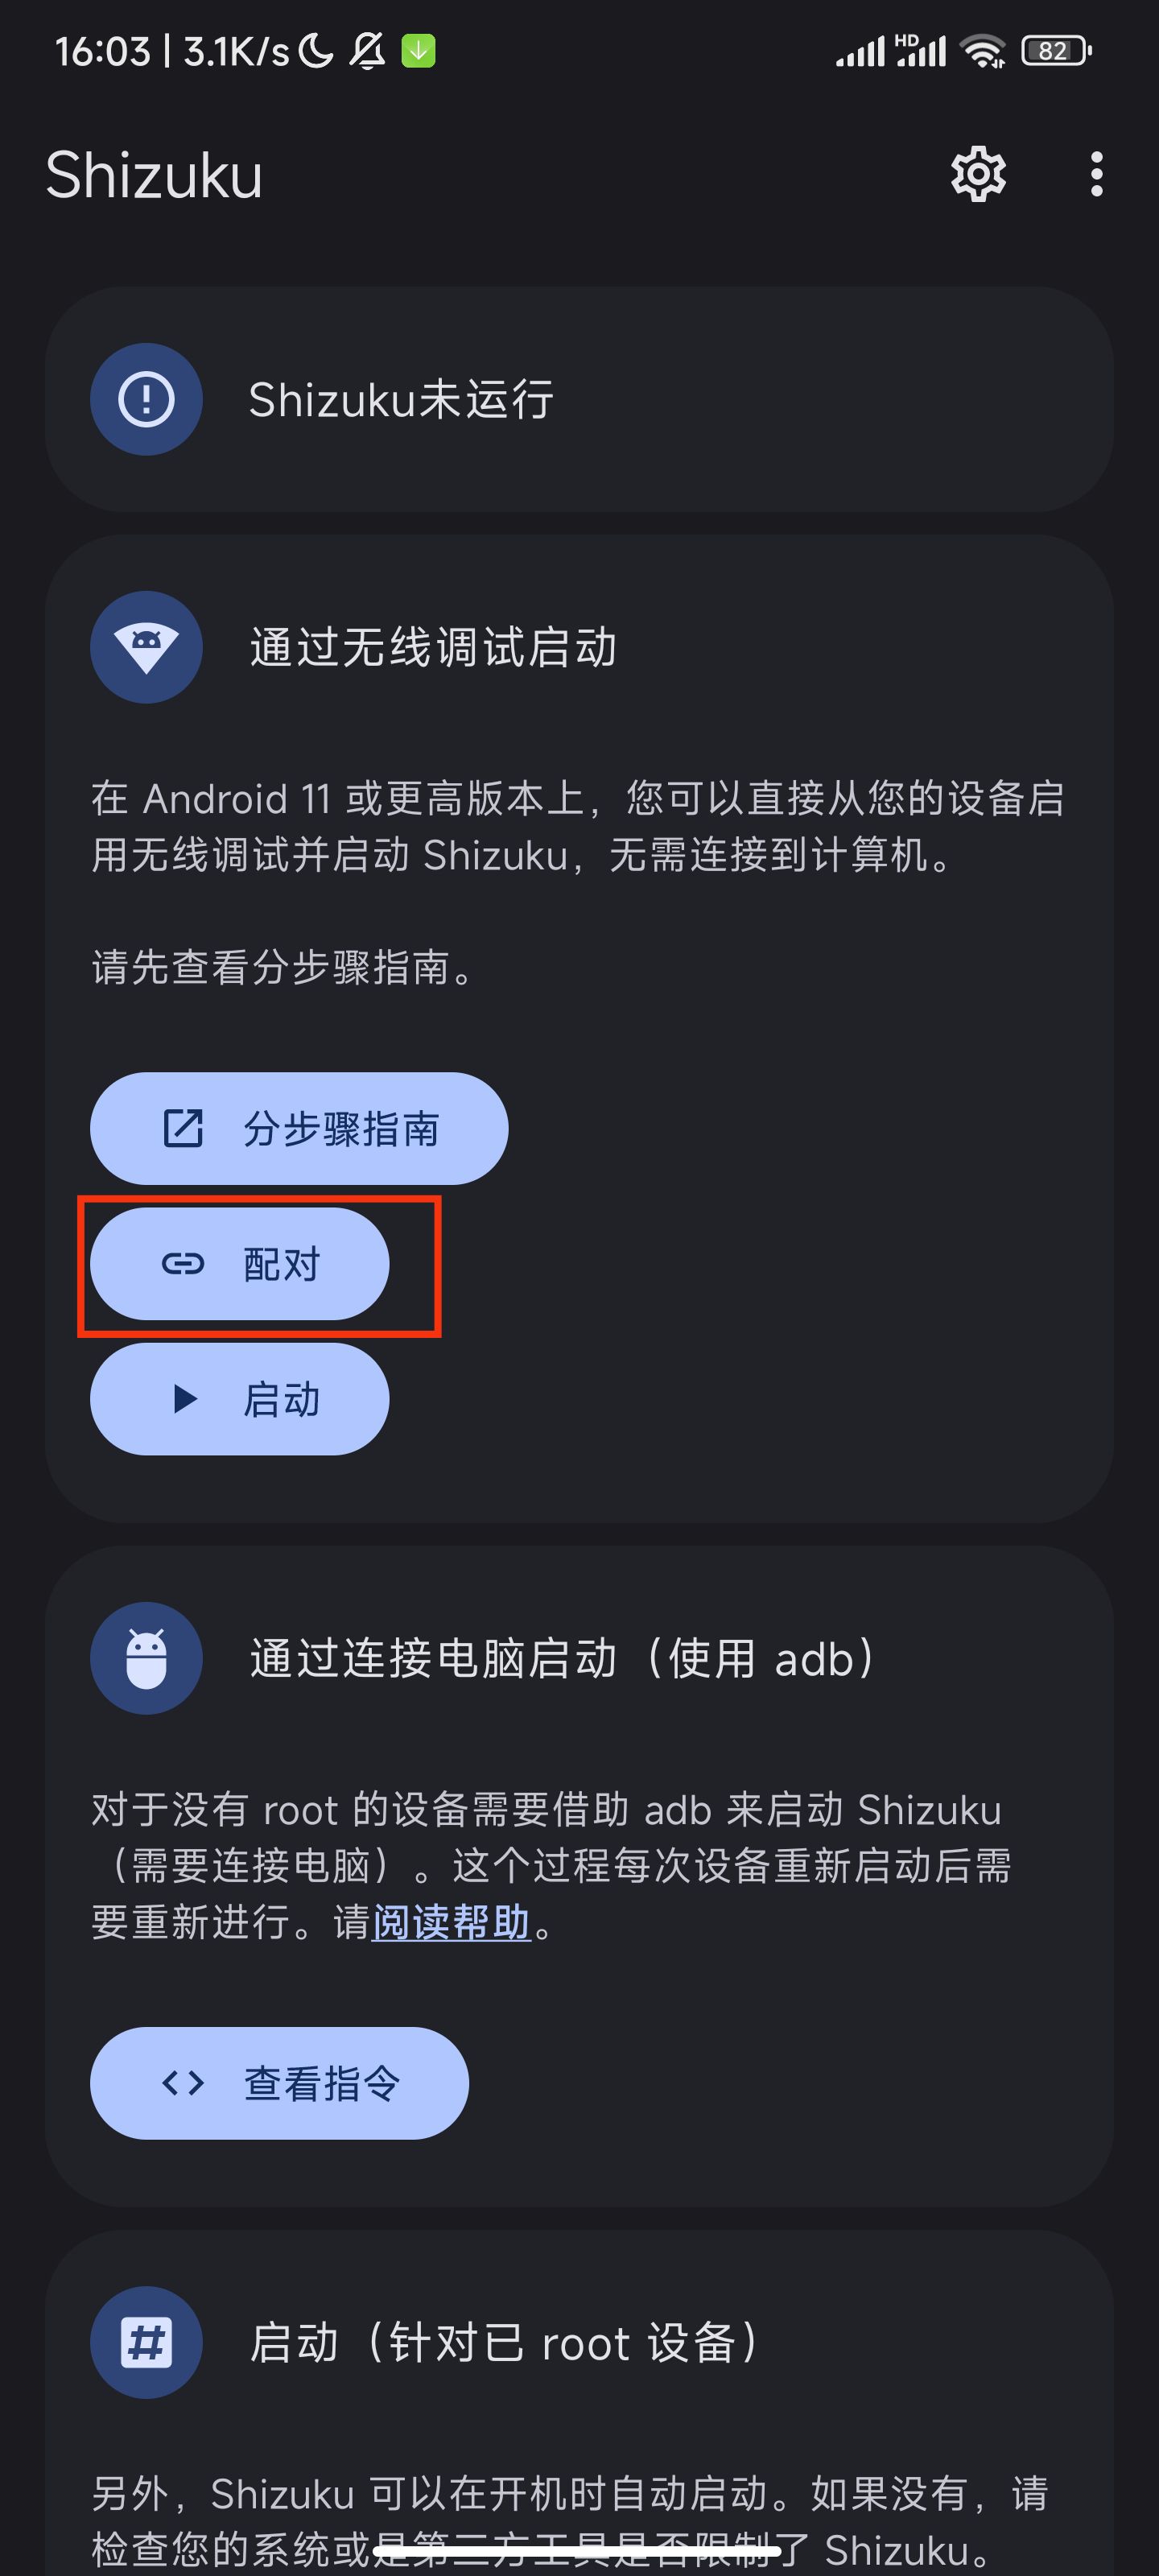 16:03 | 3.1K/s
HD
82
Shizuku
Shizuku未运行
通过无线调试启动
在 Android 11 或更高版本上，您可以直接从您的设备启
用无线调试并启动 Shizuku，无需连接到计算机。
请先查看分步骤指南。
分步骤指南
配对
启动
通过连接电脑启动（使用 adb）
对于没有 root 的设备需要借助 adb 来启动 Shizuku
（需要连接电脑）。这个过程每次设备重新启动后需
要重新进行。请阅读帮助。
查看指令
启动（针对已 root 设备）
另外，Shizuku 可以在开机时自动启动。如果没有，请
检查您的系统或是第三方工具是否限制了 Shizuku。